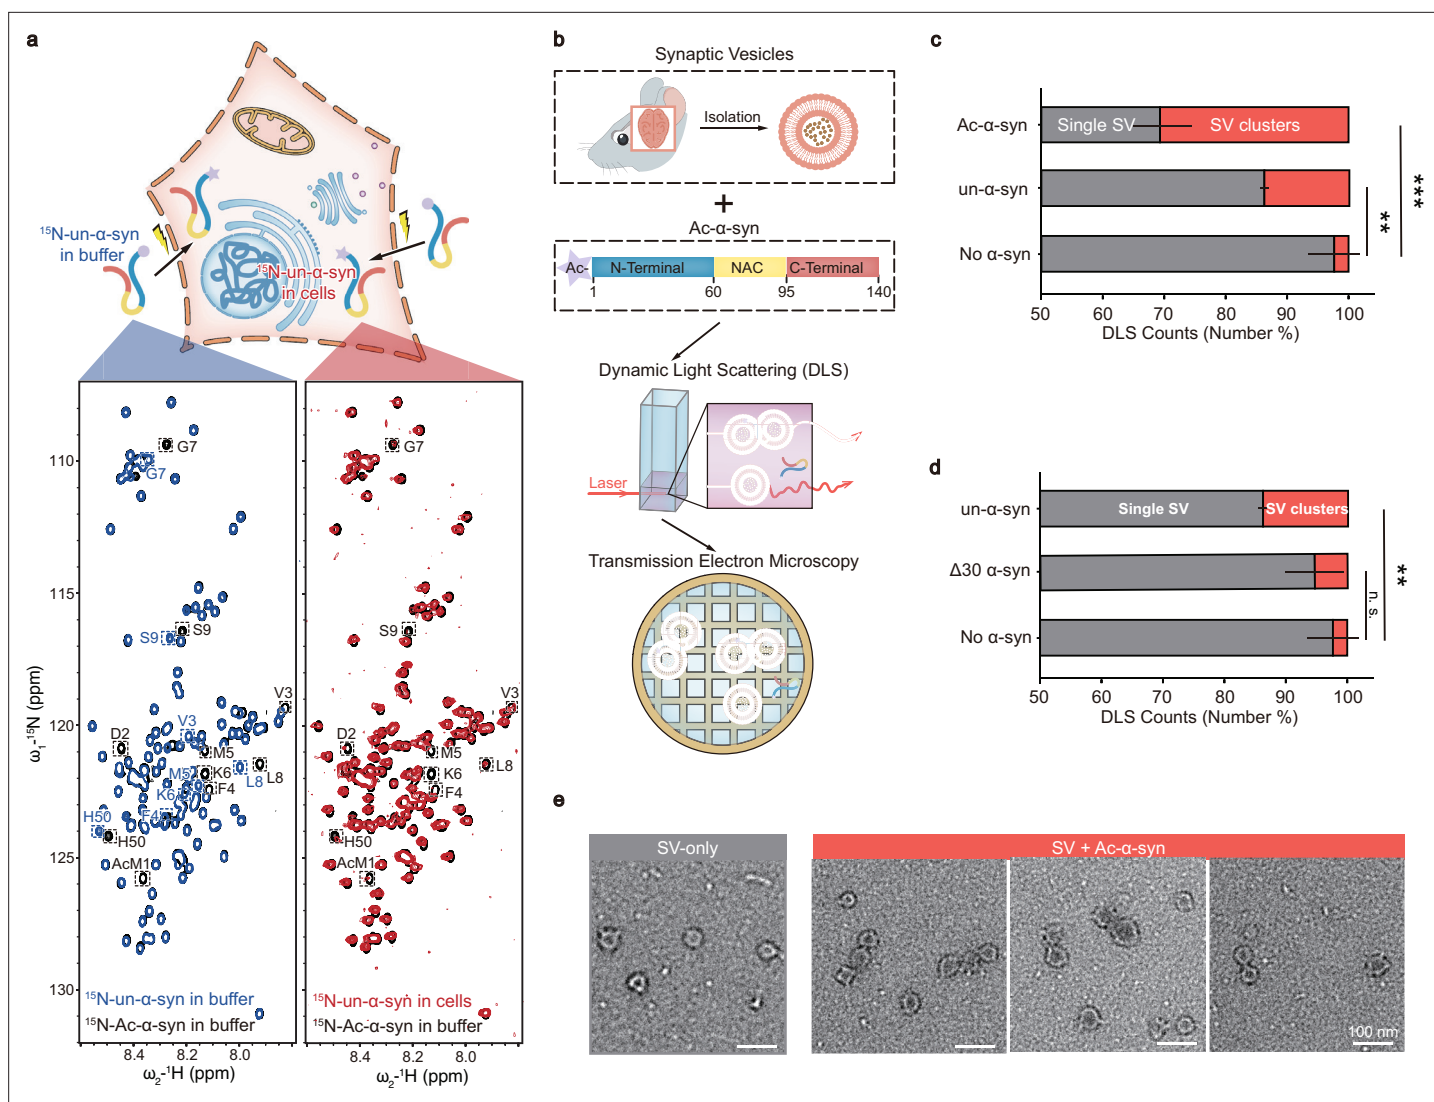 a
¹⁵N-un-α-syn
in buffer
¹⁵N-un-α-syn
in cells
G7
G7
S9
S9
V3
D2
V3
M5
M5
K6
L8
L8
K6
F4
F4
H50
H50
AcM1
¹⁵N-un-α-syn in buffer
¹⁵N-Ac-α-syn in buffer
G7
S9
V3
D2
M5
L8
K6
F4
H50
AcM1
¹⁵N-un-α-syn in cells
¹⁵N-Ac-α-syn in buffer
110
115
120
125
130
ω₁-¹⁵N (ppm)
8.4 8.2 8.0
ω₂-¹H (ppm)
8.4 8.2 8.0
ω₂-¹H (ppm)
b
Synaptic Vesicles
Isolation
+
Ac-α-syn
Ac- N-Terminal NAC C-Terminal
1 60 95 140
Dynamic Light Scattering (DLS)
Laser
Transmission Electron Microscopy
c
Ac-α-syn
Single SV SV clusters
un-α-syn
No α-syn
***
**
50 60 70 80 90 100
DLS Counts (Number %)
d
un-α-syn
Single SV SV clusters
Δ30 α-syn
No α-syn
**
n. s.
50 60 70 80 90 100
DLS Counts (Number %)
e
SV-only
SV + Ac-α-syn
100 nm